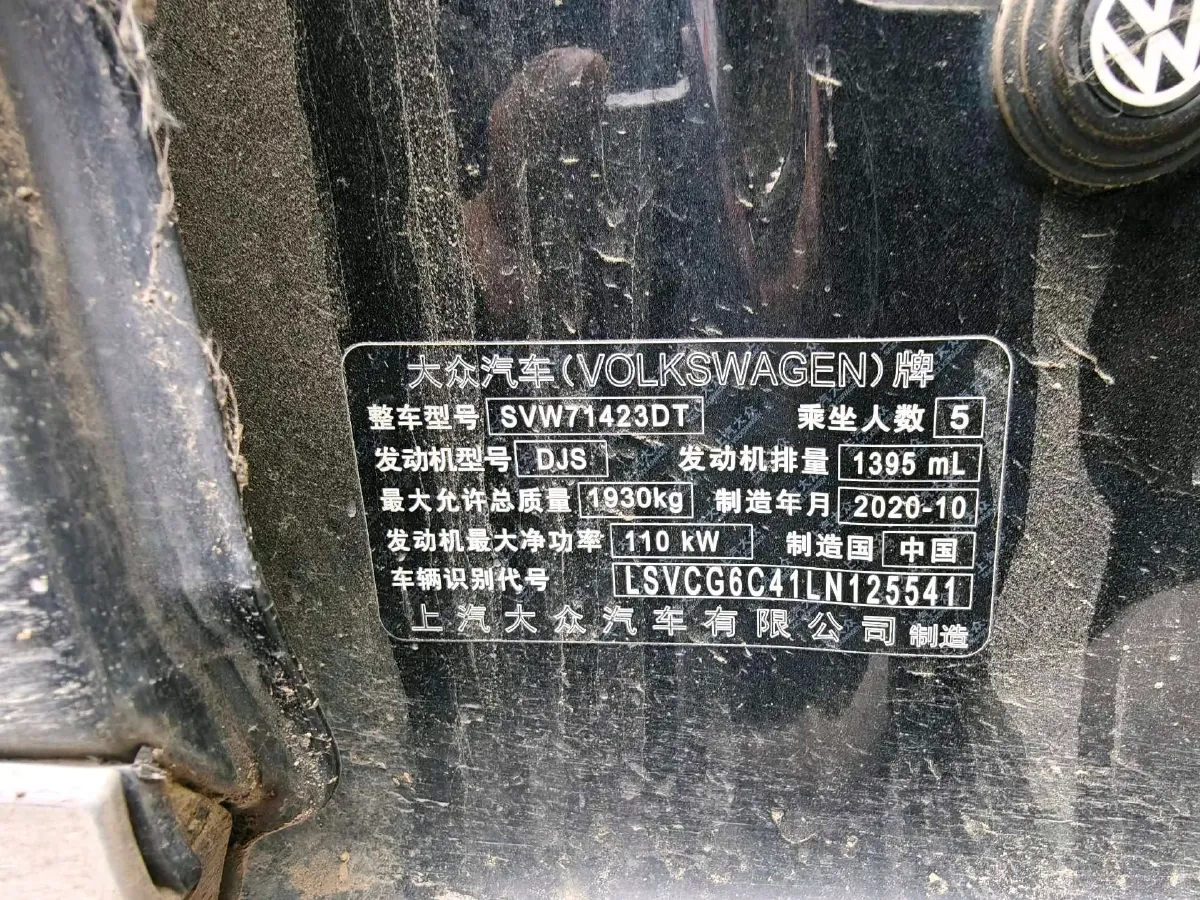 大众汽车(VOLKSWAGEN)牌
整车型号 SVW71423DT 乘坐人数 5
发动机型号 DJS 发动机排量 1395 mL
最大允许总质量 1930kg 制造年月 2020-10
发动机最大净功率 110 kW 制造国 中国
车辆识别代号 LSVCG6C41LN125541
上汽大众汽车有限公司 制造